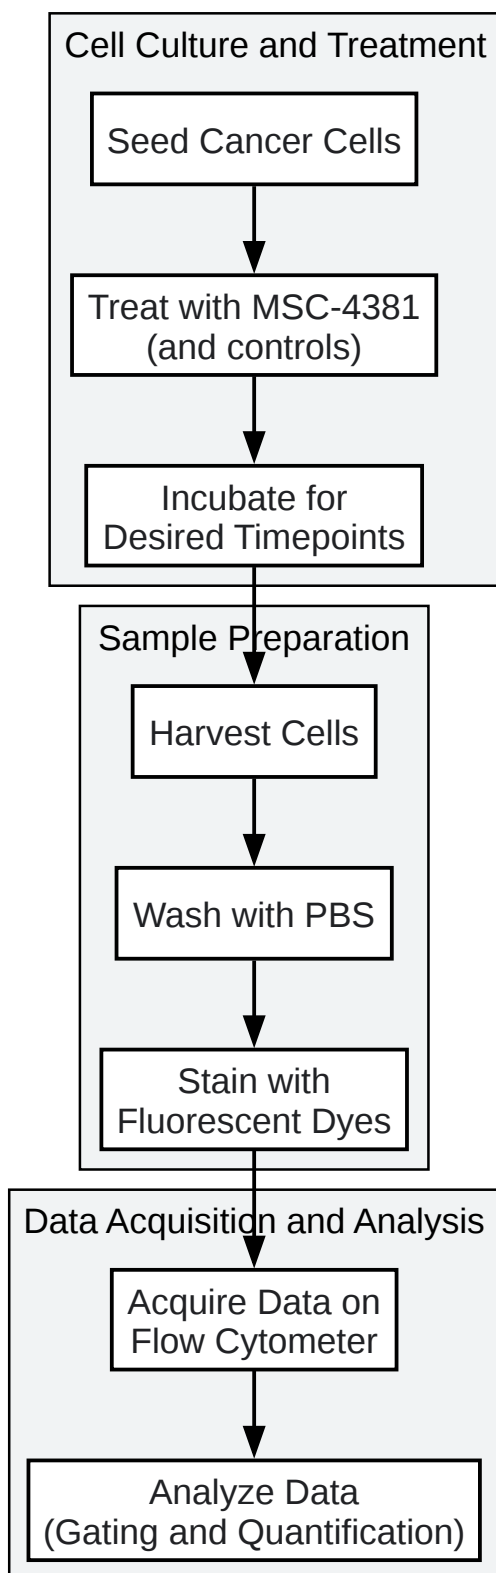 Cell Culture and Treatment
Seed Cancer Cells
Treat with MSC-4381
(and controls)
Incubate for
Desired Timepoints
Sample Preparation
Harvest Cells
Wash with PBS
Stain with
Fluorescent Dyes
Data Acquisition and Analysis
Acquire Data on
Flow Cytometer
Analyze Data
(Gating and Quantification)